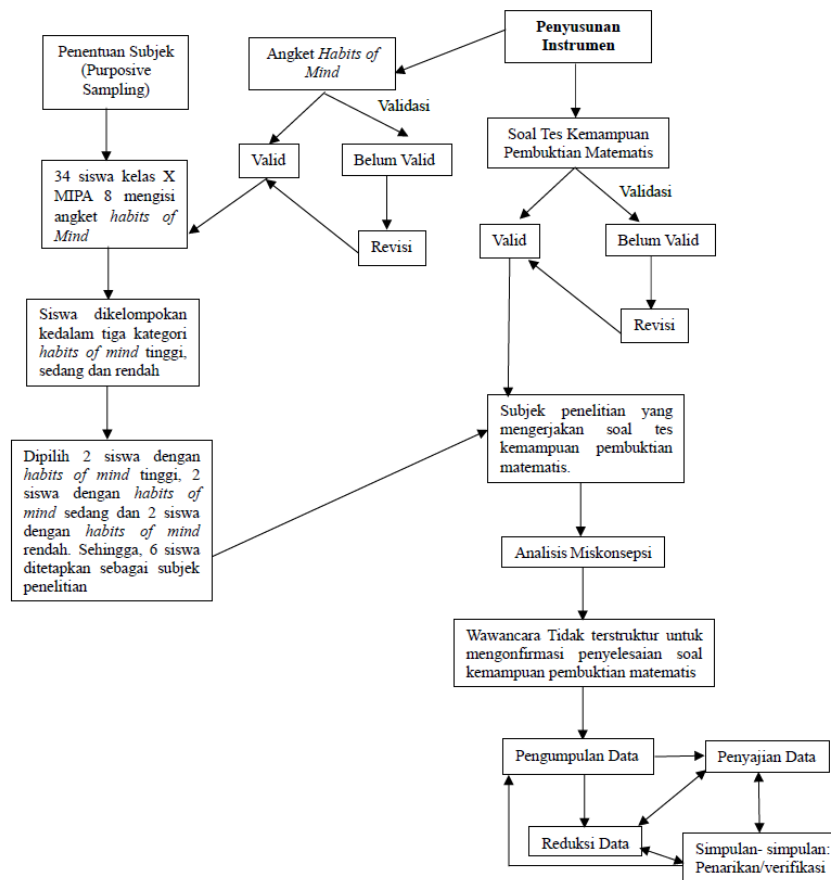 Penyusunan
Instrumen
Penentuan Subjek
(Purposive
Sampling)
Angket Habits of
Mind
Validasi
Soal Tes Kemampuan
Pembuktian Matematis
Valid
Belum Valid
34 siswa kelas X
MIPA 8 mengisi
angket habits of
Mind
Validasi
Revisi
Valid
Belum Valid
Siswa dikelompokan
kedalam tiga kategori
habits of mind tinggi,
sedang dan rendah
Revisi
Subjek penelitian yang
mengerjakan soal tes
kemampuan pembuktian
matematis.
Dipilih 2 siswa dengan
habits of mind tinggi, 2
siswa dengan habits of
mind sedang dan 2 siswa
dengan habits of mind
rendah. Sehingga, 6 siswa
ditetapkan sebagai subjek
penelitian
Analisis Miskonsepsi
Wawancara Tidak terstruktur untuk
mengonfirmasi penyelesaian soal
kemampuan pembuktian matematis
Pengumpulan Data
Penyajian Data
Reduksi Data
Simpulan- simpulan:
Penarikan/verifikasi